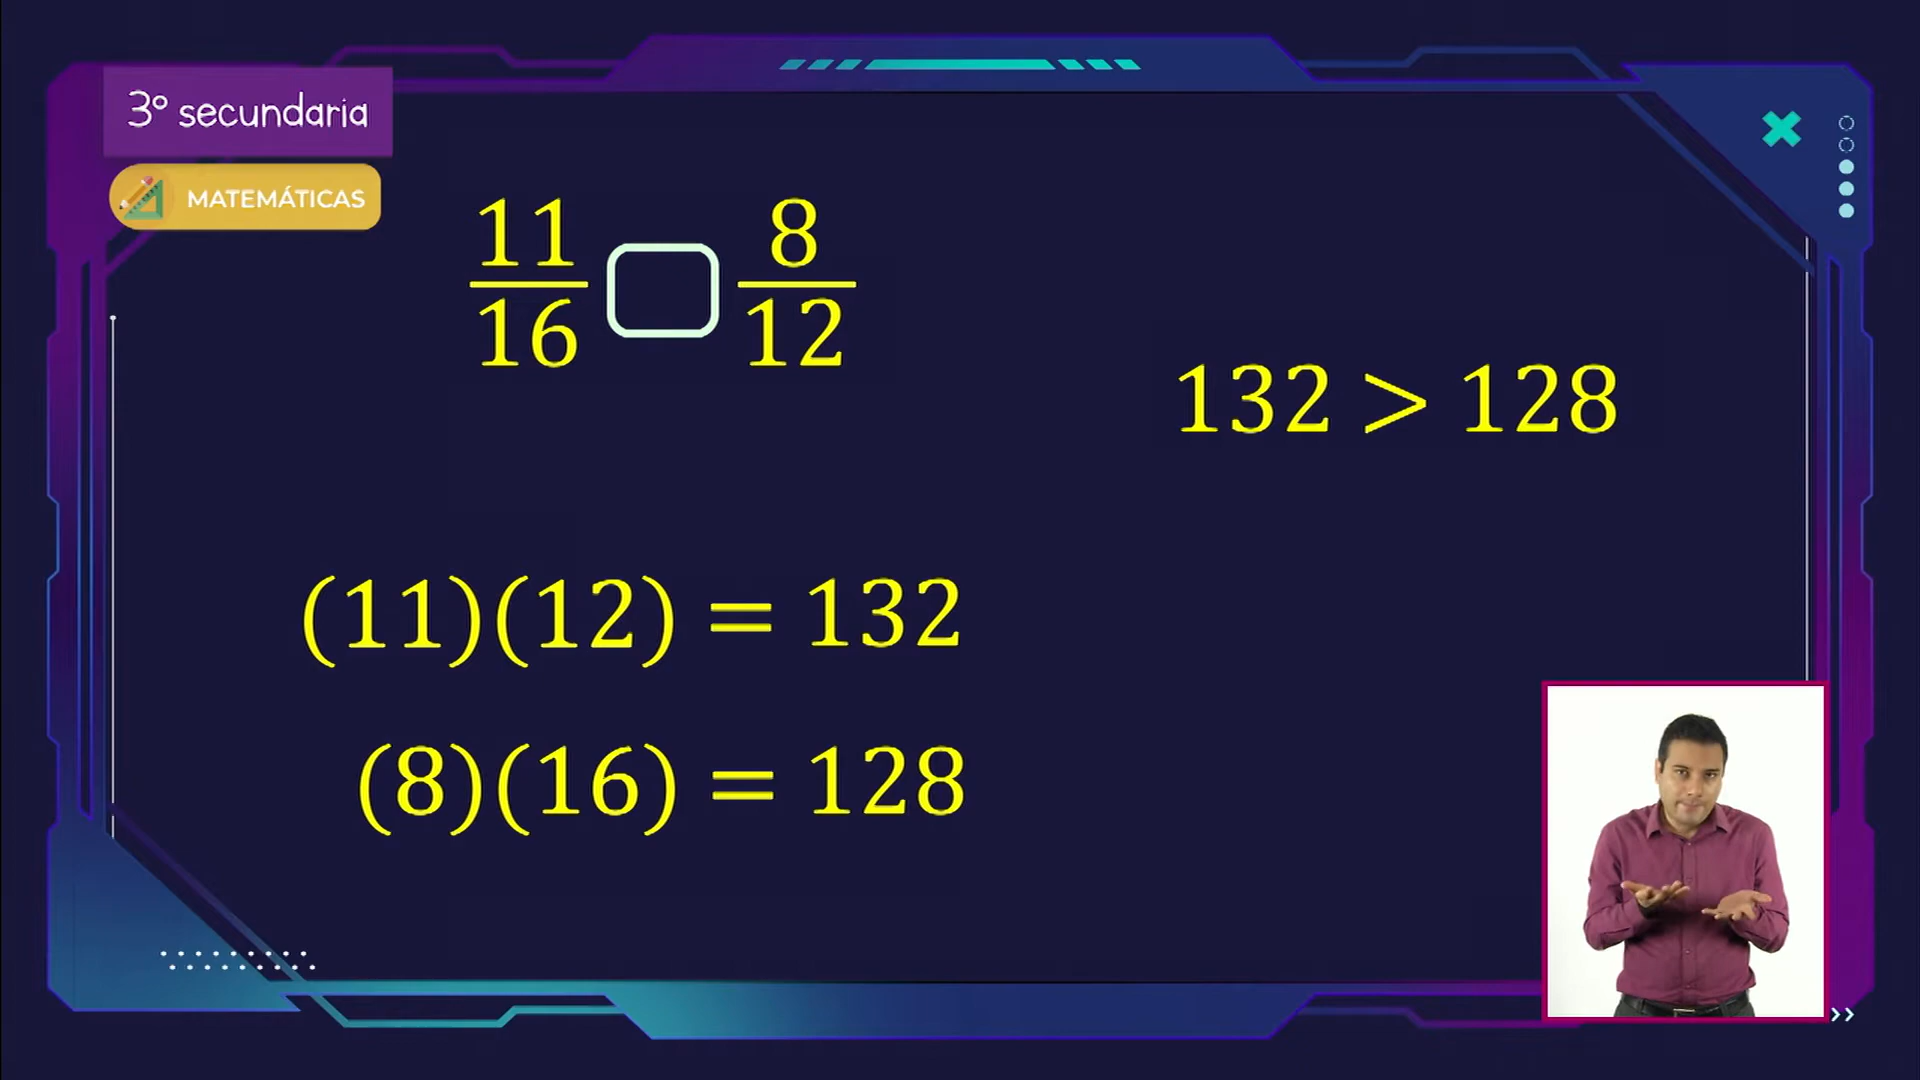 3° secundaria
MATEMÁTICAS
11/16 □ 8/12
132 > 128
(11)(12) = 132
(8)(16) = 128